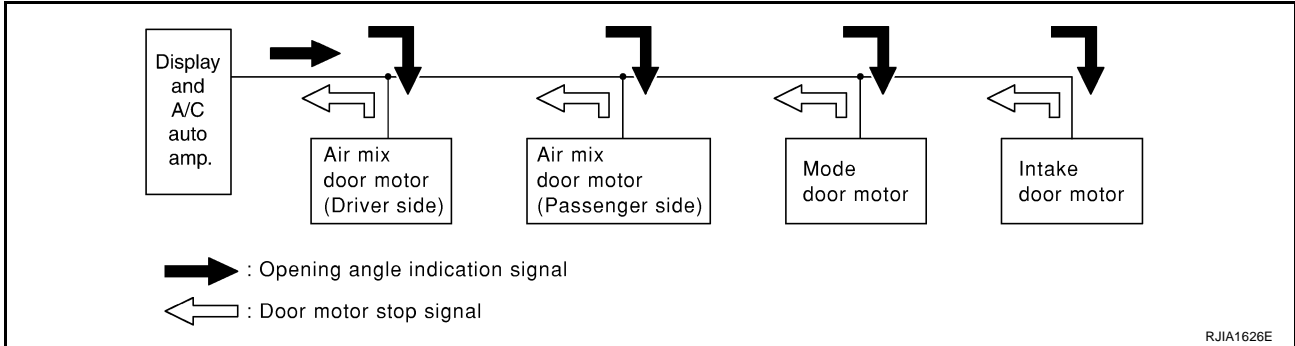 Display
and
A/C
auto
amp.
Air mix
door motor
(Driver side)
Air mix
door motor
(Passenger side)
Mode
door motor
Intake
door motor
: Opening angle indication signal
: Door motor stop signal
RJIA1626E